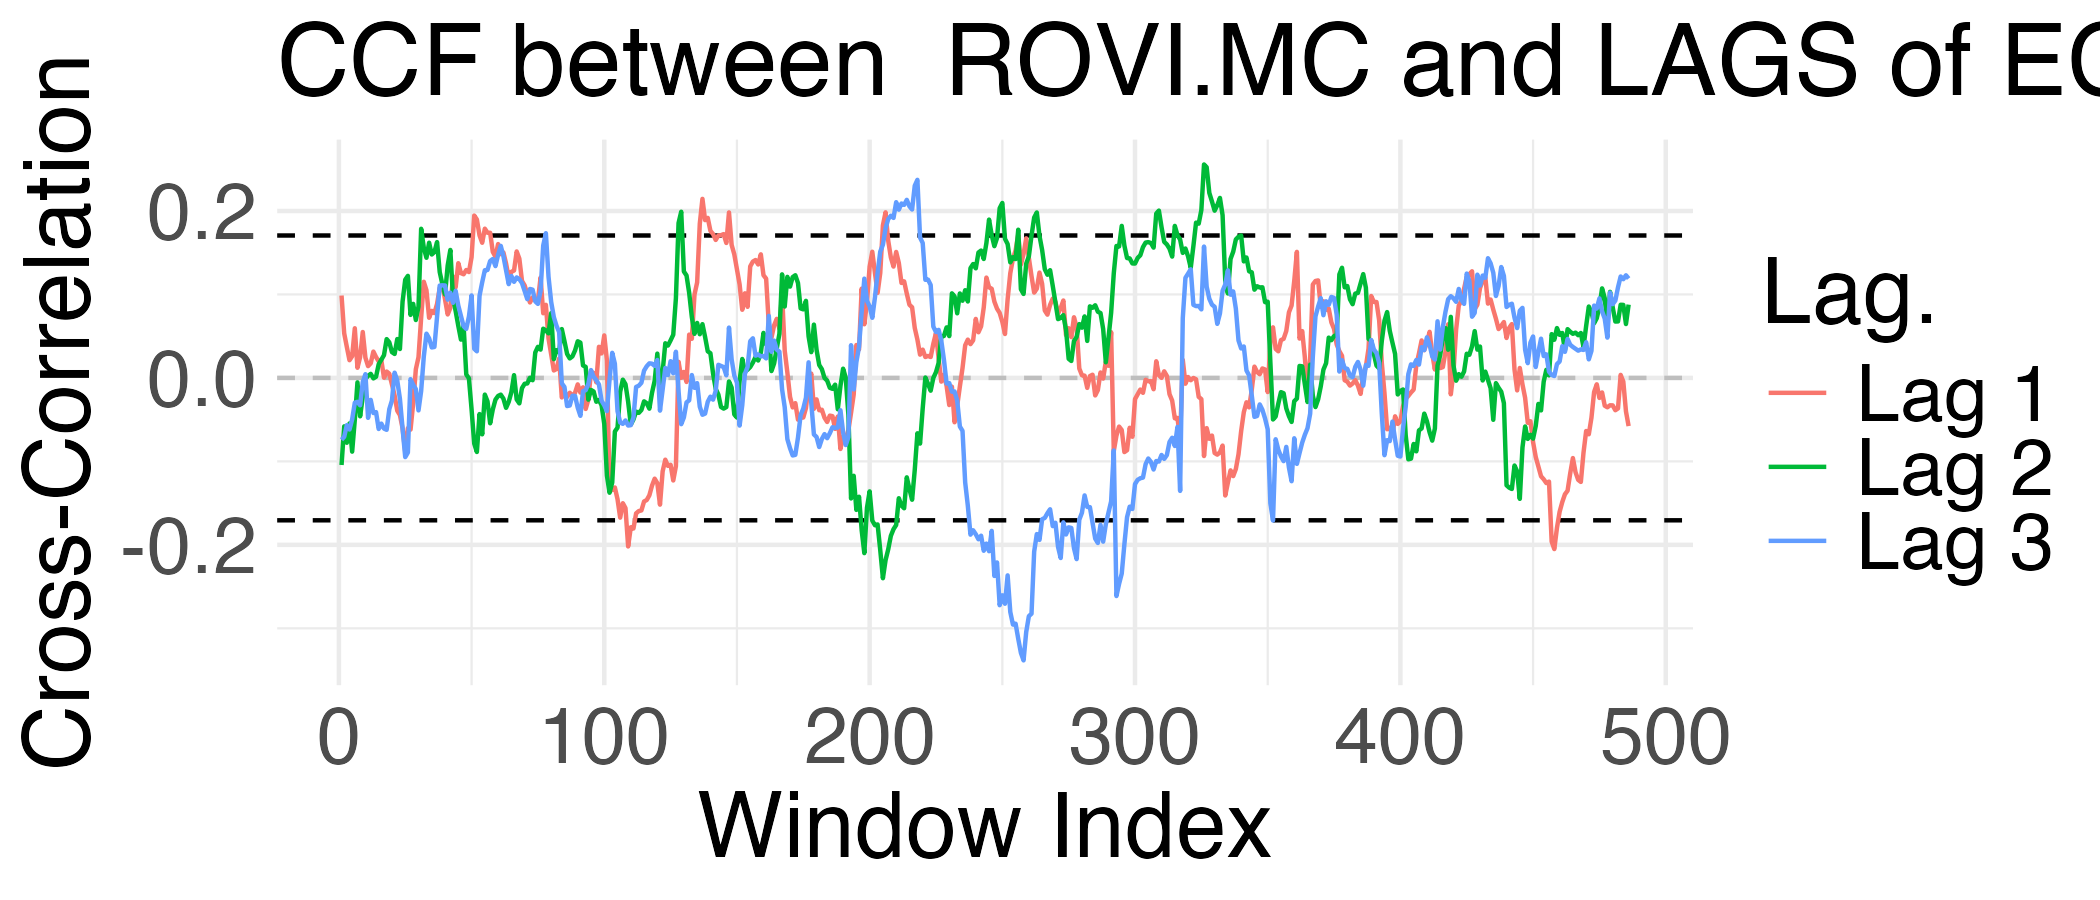 CCF between ROVI.MC and LAGS of
Cross-Correlation
0.2
0.0
-0.2
0
100
200
300
400
500
Window Index
Lag.
Lag 1
Lag 2
Lag 3